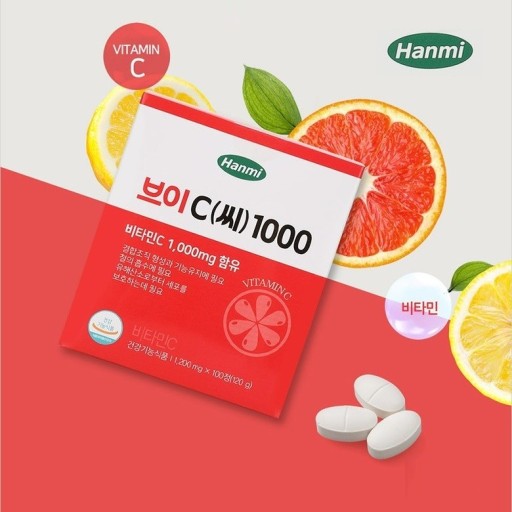 VITAMIN
C
Hanmi
Hanmi
브이 C(씨) 1000
비타민C 1,000mg 함유
결합조직 형성과 기능유지에 필요
철의 흡수에 필요
유해산소로부터 세포를
보호하는데 필요
VITAMIN C
비타민
비타민C
건강기능식품 | 1,200 mg × 100정(120 g)